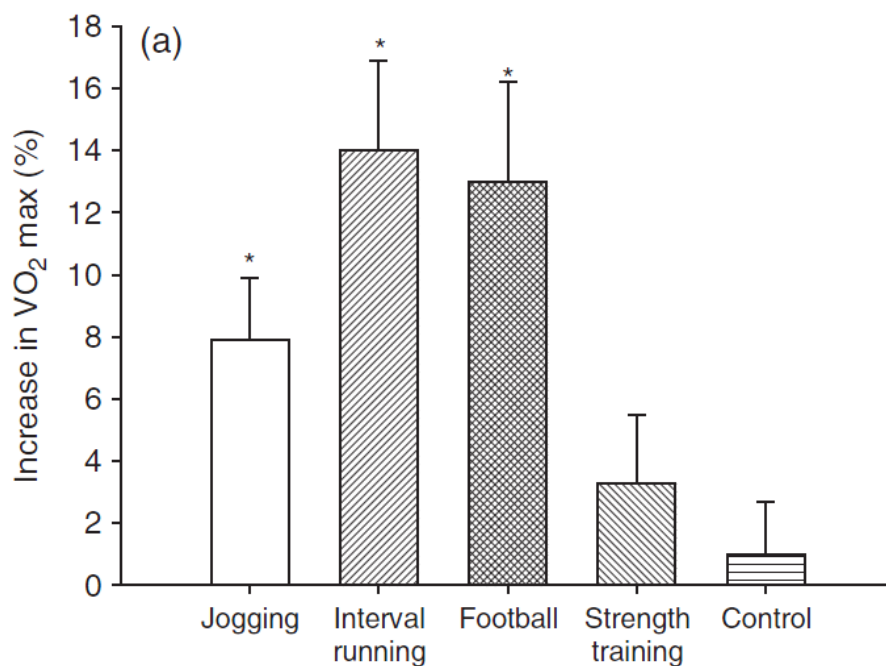 (a)
Increase in VO2 max (%)
18
16
14
12
10
8
6
4
2
0
*
*
*
Jogging
Interval
running
Football
Strength
training
Control